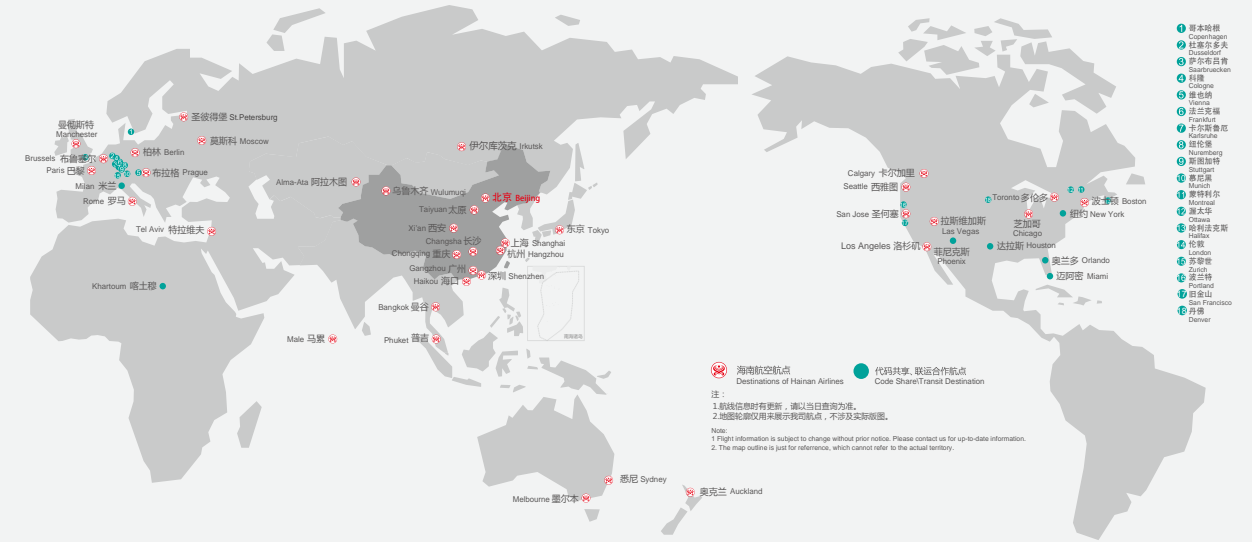 圣彼得堡 St.Petersburg
曼彻斯特
Manchester
莫斯科 Moscow
柏林 Berlin
Brussels 布鲁塞尔
Paris 巴黎
布拉格 Prague
Milan 米兰
Rome 罗马
Tel Aviv 特拉维夫
Khartoum 喀土穆
伊尔库茨克 Irkutsk
Alma-Ata 阿拉木图
乌鲁木齐 Wulumuqi
北京 Beijing
Taiyuan 太原
Xi'an 西安
东京 Tokyo
Changsha 长沙
上海 Shanghai
Chongqing 重庆
杭州 Hangzhou
Gangzhou 广州
深圳 Shenzhen
Haikou 海口
Bangkok 曼谷
Male 马累
Phuket 普吉
南海诸岛
悉尼 Sydney
Melbourne 墨尔本
奥克兰 Auckland
Calgary 卡尔加里
Seattle 西雅图
San Jose 圣何塞
Los Angeles 洛杉矶
拉斯维加斯
Las Vegas
菲尼克斯
Phoenix
Toronto 多伦多
芝加哥
Chicago
波士顿 Boston
纽约 New York
达拉斯 Houston
奥兰多 Orlando
迈阿密 Miami
1 哥本哈根
Copenhagen
2 杜塞尔多夫
Dusseldorf
3 萨尔布吕肯
Saarbruecken
4 科隆
Cologne
5 维也纳
Vienna
6 法兰克福
Frankfurt
7 卡尔斯鲁厄
Karlsruhe
8 纽伦堡
Nuremberg
9 斯图加特
Stuttgart
10 慕尼黑
Munich
11 蒙特利尔
Montreal
12 渥太华
Ottawa
13 哈利法克斯
Halifax
14 伦敦
London
15 苏黎世
Zurich
16 波兰特
Portland
17 旧金山
San Francisco
18 丹佛
Denver
海南航空航点
Destinations of Hainan Airlines
代码共享、联运合作航点
Code Share\Transit Destination
注：
1.航线信息时有更新，请以当日查询为准。
2.地图轮廓仅用来展示我司航点，不涉及实际版图。
Note:
1 Flight information is subject to change without prior notice. Please contact us for up-to-date information.
2. The map outline is just for referrence, which cannot refer to the actual territory.